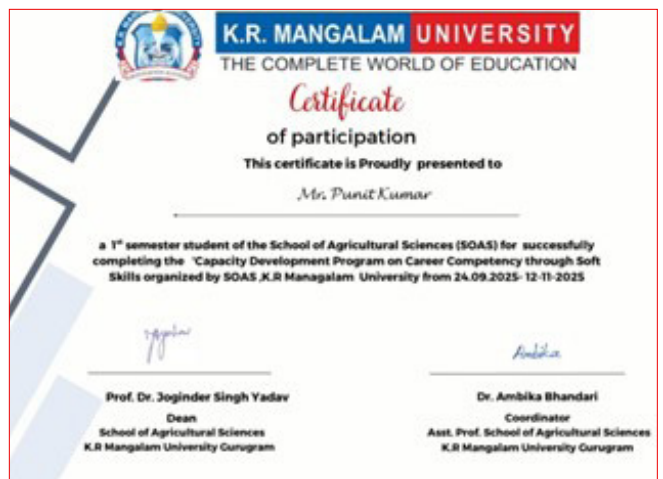 K.R. MANGALAM UNIVERSITY
THE COMPLETE WORLD OF EDUCATION
Certificate
of participation
This certificate is Proudly presented to
Mr. Punit Kumar
a 1st semester student of the School of Agricultural Sciences (SOAS) for successfully
completing the "Capacity Development Program on Career Competency through Soft
Skills organized by SOAS ,K.R Managalam University from 24.09.2025- 12-11-2025
Ambika
Prof. Dr. Joginder Singh Yadav
Dean
School of Agricultural Sciences
K.R Mangalam University Gurugram
Dr. Ambika Bhandari
Coordinator
Asst. Prof. School of Agricultural Sciences
K.R Mangalam University Gurugram